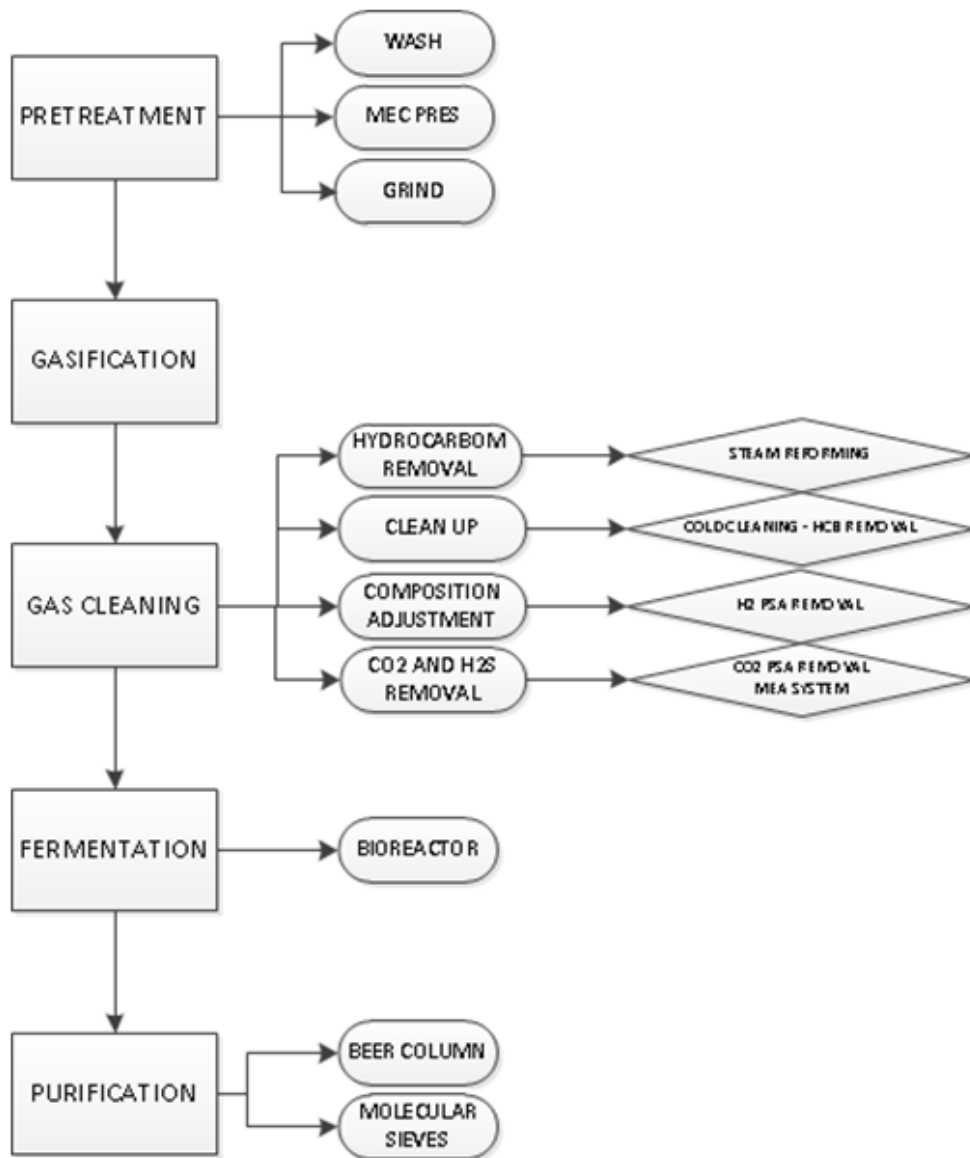 WASH
PRETREATMENT
MEC PRES
GRIND
GASIFICATION
HYDROCARBOM
REMOVAL
STEAM REFORMING
CLEAN UP
COLDCLEANING - HCB REMOVAL
GAS CLEANING
COMPOSITION
ADJUSTMENT
H2 PSA REMOVAL
CO2 AND H2S
REMOVAL
CO2 PSA REMOVAL
MEA SYSTEM
FERMENTATION
BIOREACTOR
BEER COLUMN
PURIFICATION
MOLECULAR
SIEVES